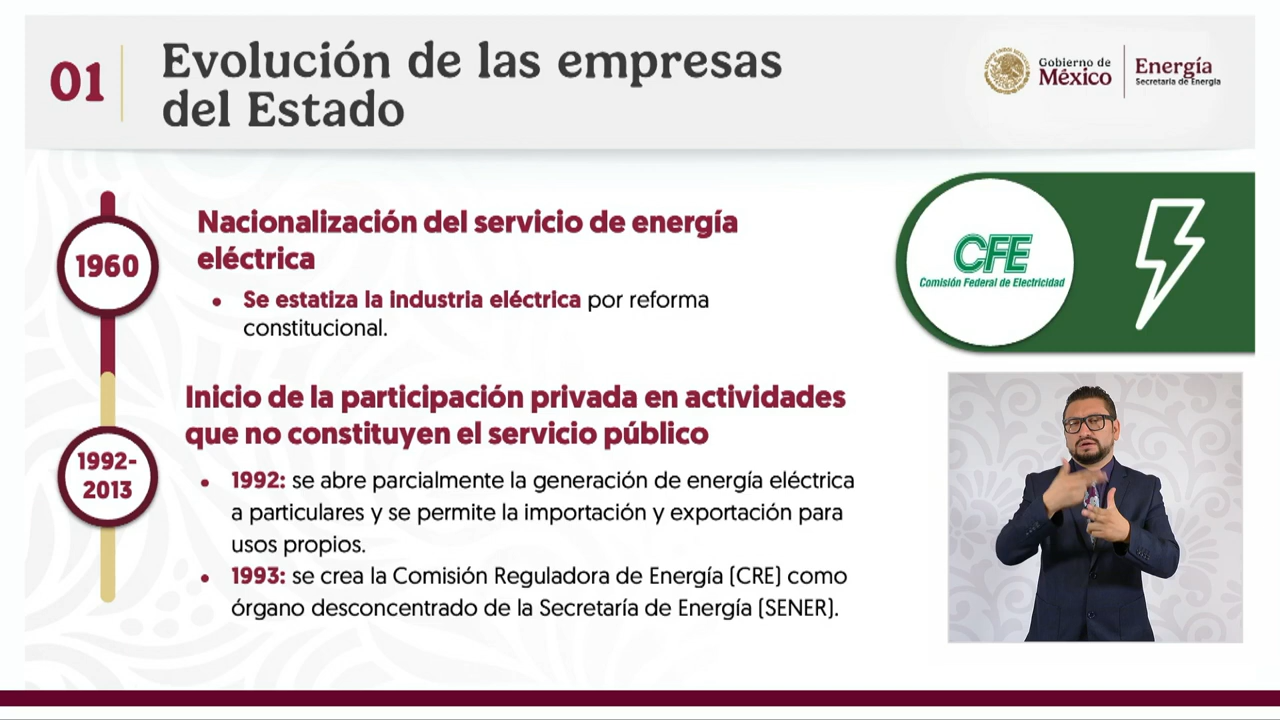 01
Evolución de las empresas
del Estado
Gobierno de
México
Energía
Secretaría de Energía
1960
Nacionalización del servicio de energía
eléctrica
• Se estatiza la industria eléctrica por reforma
constitucional.
CFE
Comisión Federal de Electricidad
1992-
2013
Inicio de la participación privada en actividades
que no constituyen el servicio público
• 1992: se abre parcialmente la generación de energía eléctrica
a particulares y se permite la importación y exportación para
usos propios.
• 1993: se crea la Comisión Reguladora de Energía (CRE) como
órgano desconcentrado de la Secretaría de Energía (SENER).